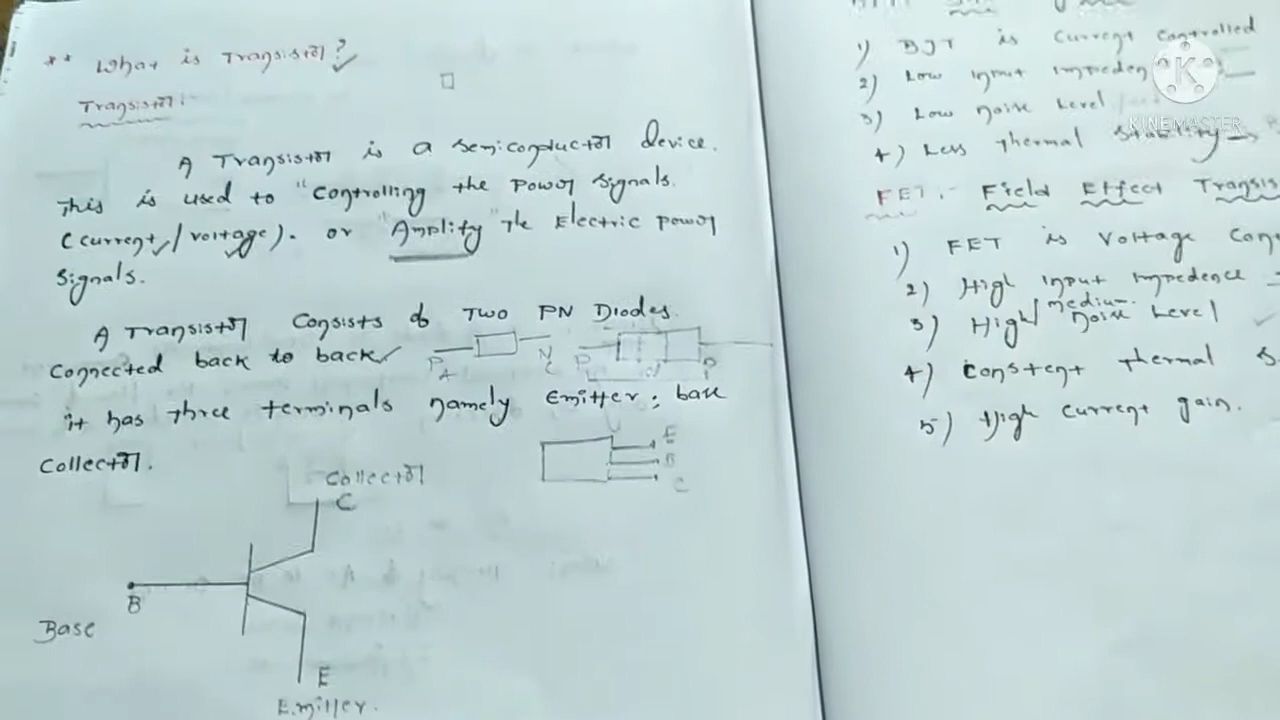 ** What is Transistor?
Transistor:
A Transistor is a semiconductor device.
This is used to "Controlling the power signals.
(current/voltage). or "Amplify" the Electric power
signals.
A Transistor Consists of Two PN Diodes.
Connected back to back
P A N C P P
it has three terminals namely Emitter, base
Collector.
E
B
C
Collector
C
B
Base
E
Emitter.
1) BJT is Current Controlled
2) Low Input Impeden
3) Low noise Level
4) Less Thermal stability
FET:- Field Effect Transis
1) FET is Voltage Con
2) High Input Impedence
3) High/medium noise Level
4) Constent thermal s
5) High Current gain.
K
KINEMASTER